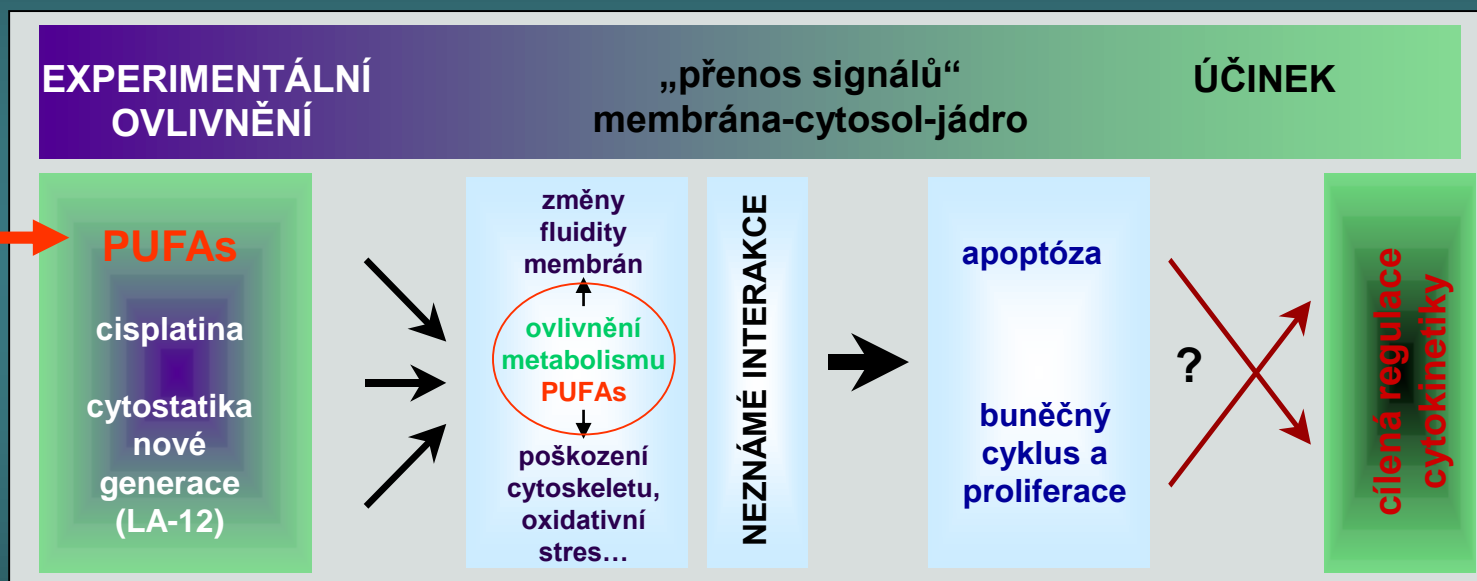 EXPERIMENTÁLNÍ
OVLIVNĚNÍ
„přenos signálů“
membrána-cytosol-jádro
ÚČINEK
PUFAs
cisplatina
cytostatika
nové
generace
(LA-12)
změny
fluidity
membrán
ovlivnění
metabolismu
PUFAs
poškození
cytoskeletu,
oxidativní
stres…
NEZNÁMÉ INTERAKCE
apoptóza
buněčný
cyklus a
proliferace
?
cílená regulace
cytokinetiky